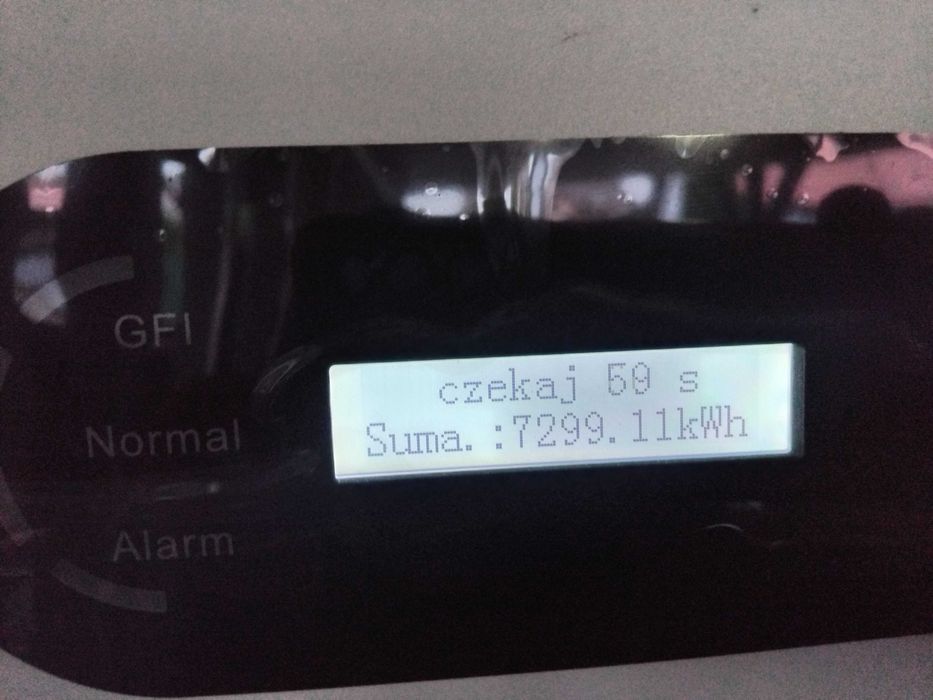 GFI
Normal
Alarm
czekaj 50 s
Suma.:7299.11kWh